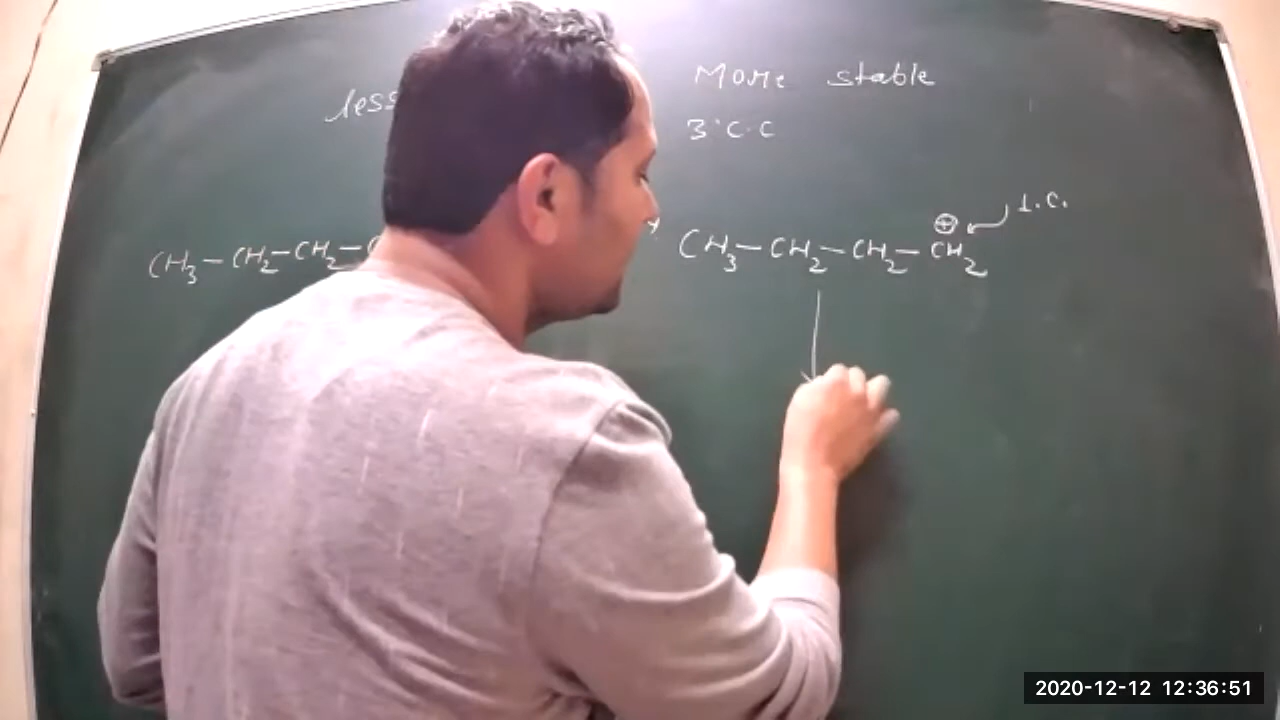 less
More stable
3°C.C
1.C.
CH3-CH2-CH2-
CH3-CH2-CH2-CH2
⊕
2020-12-12 12:36:51